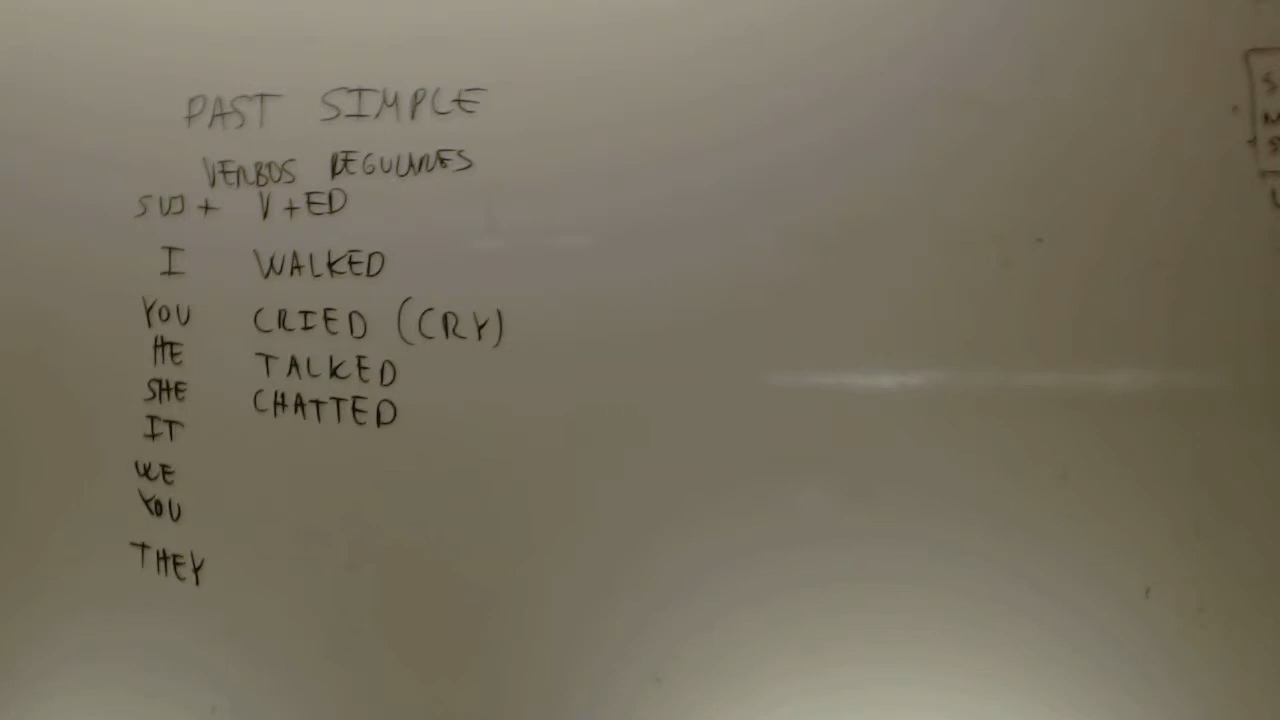 PAST SIMPLE
VERBOS REGULARES
SUJ + V+ED
I WALKED
YOU CRIED (CRY)
HE TALKED
SHE CHATTED
IT
WE
YOU
THEY